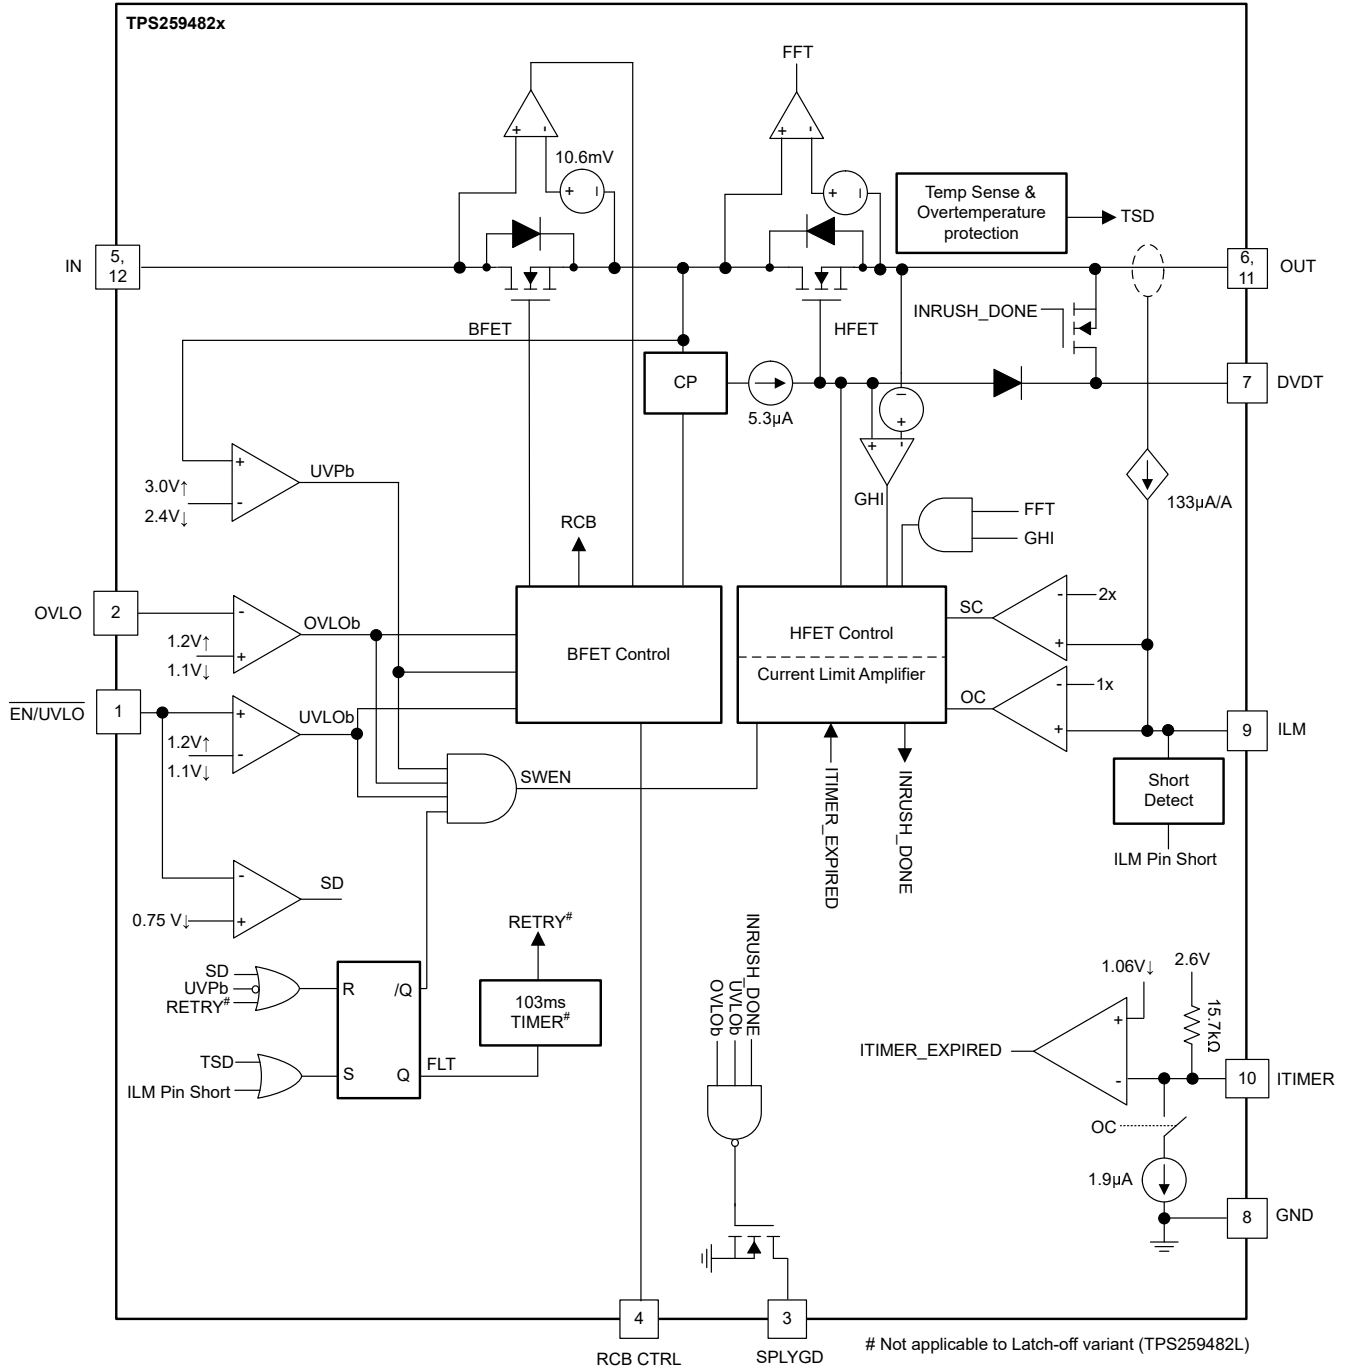 TPS259482x
FFT
10.6mV
+
-
+
-
+
-
+
-
Temp Sense &
Overtemperature
protection
TSD
IN
5,
12
6,
11
OUT
BFET
HFET
INRUSH_DONE
CP
5.3µA
-
+
7
DVDT
+
-
GHI
UVPb
+
3.0V↑
-
2.4V↓
133µA/A
RCB
FFT
GHI
OVLO
2
-
OVLOb
1.2V↑
+
1.1V↓
BFET Control
HFET Control
Current Limit Amplifier
SC
-
2x
+
OC
-
1x
+
EN/UVLO
1
+
UVLOb
1.2V↑
-
1.1V↓
9
ILM
SWEN
ITIMER_EXPIRED
INRUSH_DONE
Short
Detect
ILM Pin Short
-
SD
0.75 V↓
+
RETRY#
SD
UVPb
RETRY#
R
/Q
103ms
TIMER#
TSD
ILM Pin Short
S
Q
FLT
OVLOb
UVLOb
INRUSH_DONE
1.06V↓
2.6V
+
15.7kΩ
ITIMER_EXPIRED
-
10
ITIMER
OC
1.9µA
8
GND
4
RCB CTRL
3
SPLYGD
# Not applicable to Latch-off variant (TPS259482L)